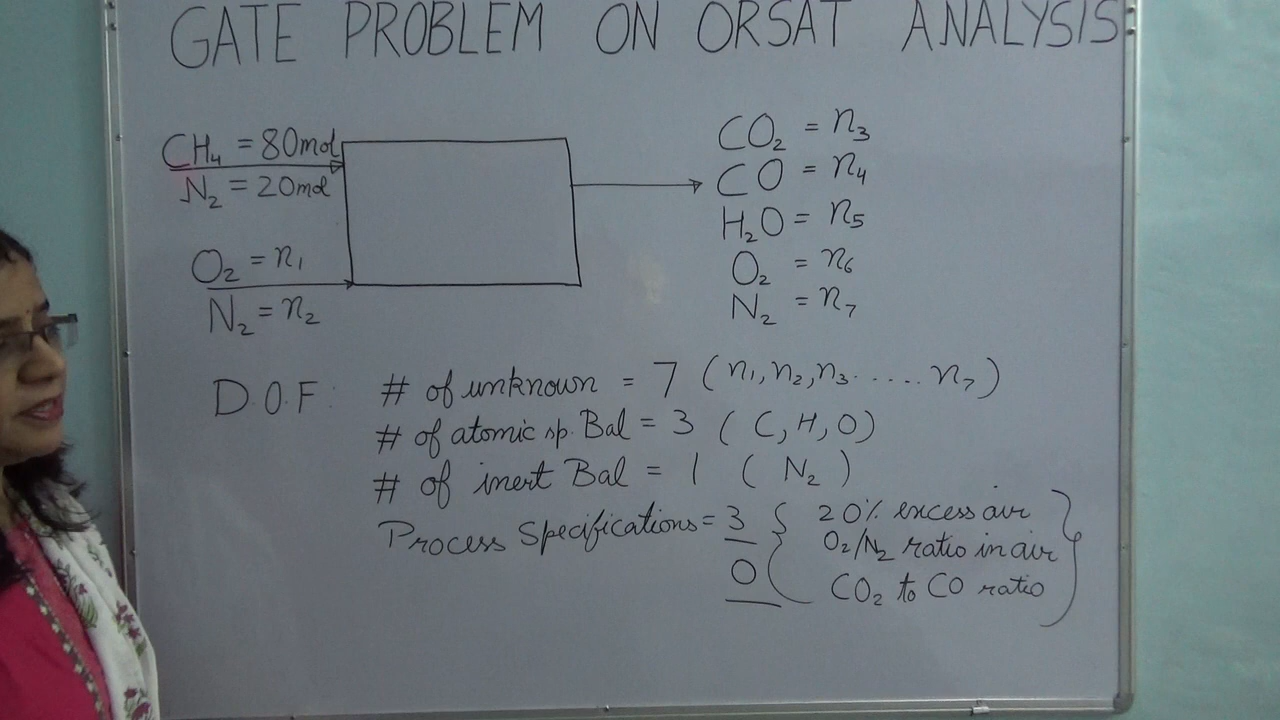 GATE PROBLEM ON ORSAT ANALYSIS
CH₄ = 80mol
N₂ = 20mol
O₂ = n₁
N₂ = n₂
CO₂ = n₃
CO = n₄
H₂O = n₅
O₂ = n₆
N₂ = n₇
D.O.F: # of unknown = 7 (n₁, n₂, n₃ ..... n₇)
# of atomic sp. Bal = 3 (C, H, O)
# of inert Bal = 1 (N₂)
Process Specifications = 3 { 20% excess air
O₂/N₂ ratio in air
0 CO₂ to CO ratio }